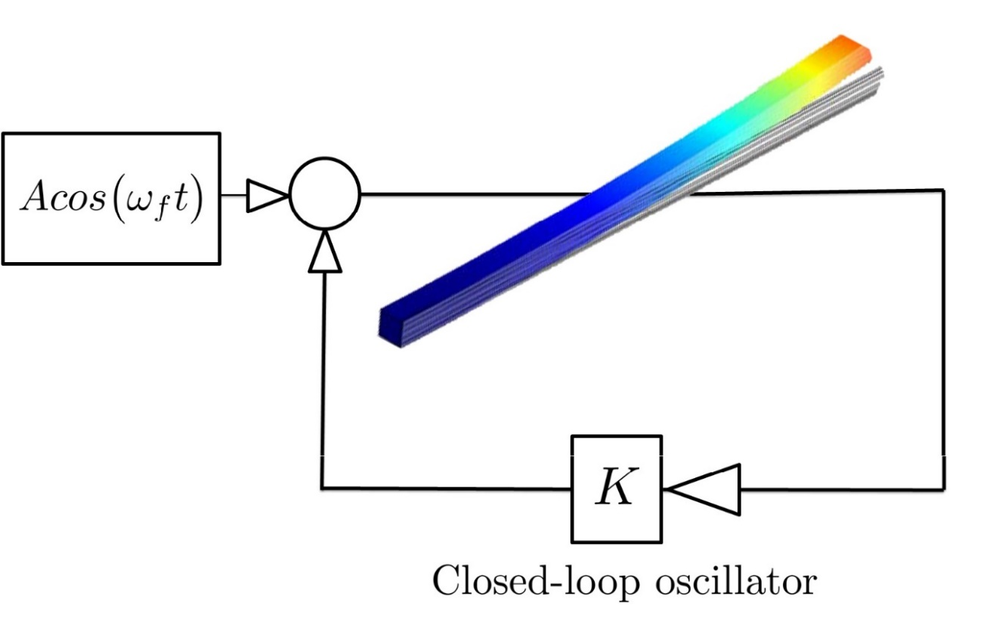 Acos(ω_f t)
K
Closed-loop oscillator